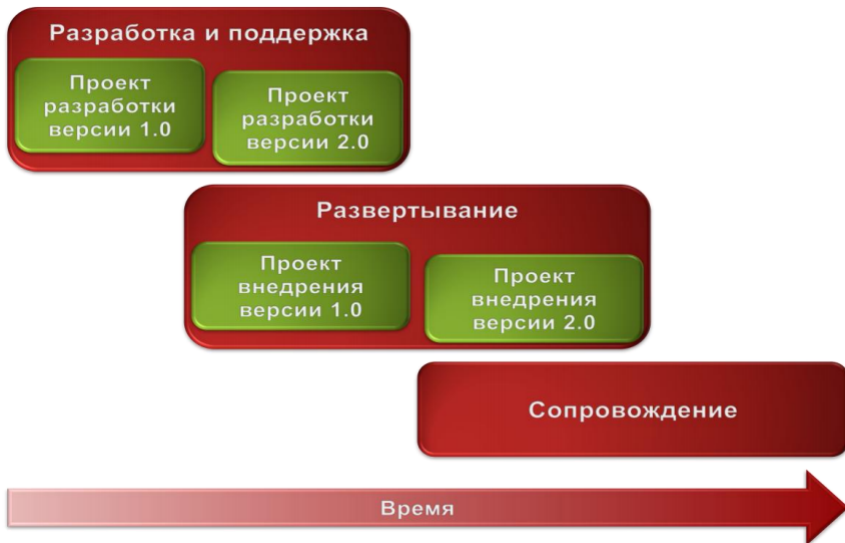 Разработка и поддержка
Проект
разработки
версии 1.0
Проект
разработки
версии 2.0
Развертывание
Проект
внедрения
версии 1.0
Проект
внедрения
версии 2.0
Сопровождение
Время